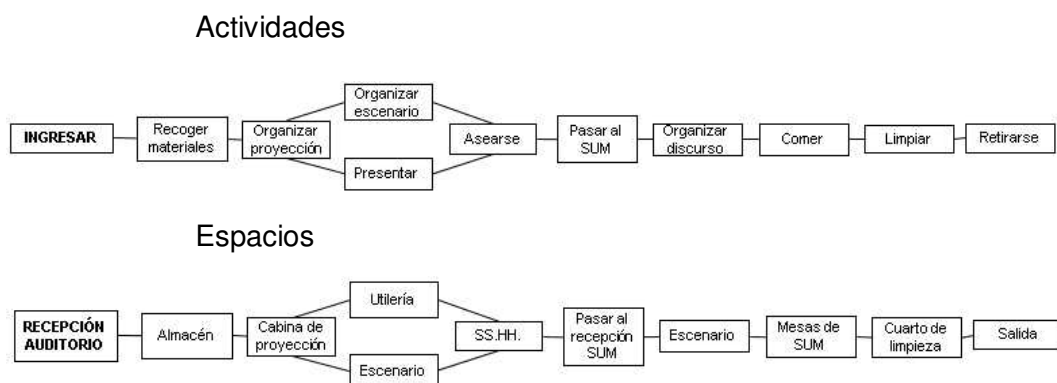 Actividades
INGRESAR
Recoger
materiales
Organizar
proyección
Organizar
escenario
Presentar
Asearse
Pasar al
SUM
Organizar
discurso
Comer
Limpiar
Retirarse
Espacios
RECEPCIÓN
AUDITORIO
Almacén
Cabina de
proyección
Utilería
Escenario
SS.HH.
Pasar al
recepción
SUM
Escenario
Mesas de
SUM
Cuarto de
limpieza
Salida